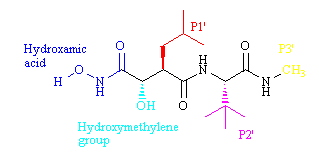 P1'
Hydroxamic
acid
O
O
P3'
H
O
N
H
H
N
N
H
CH3
OH
O
Hydroxymethylene
group
P2'